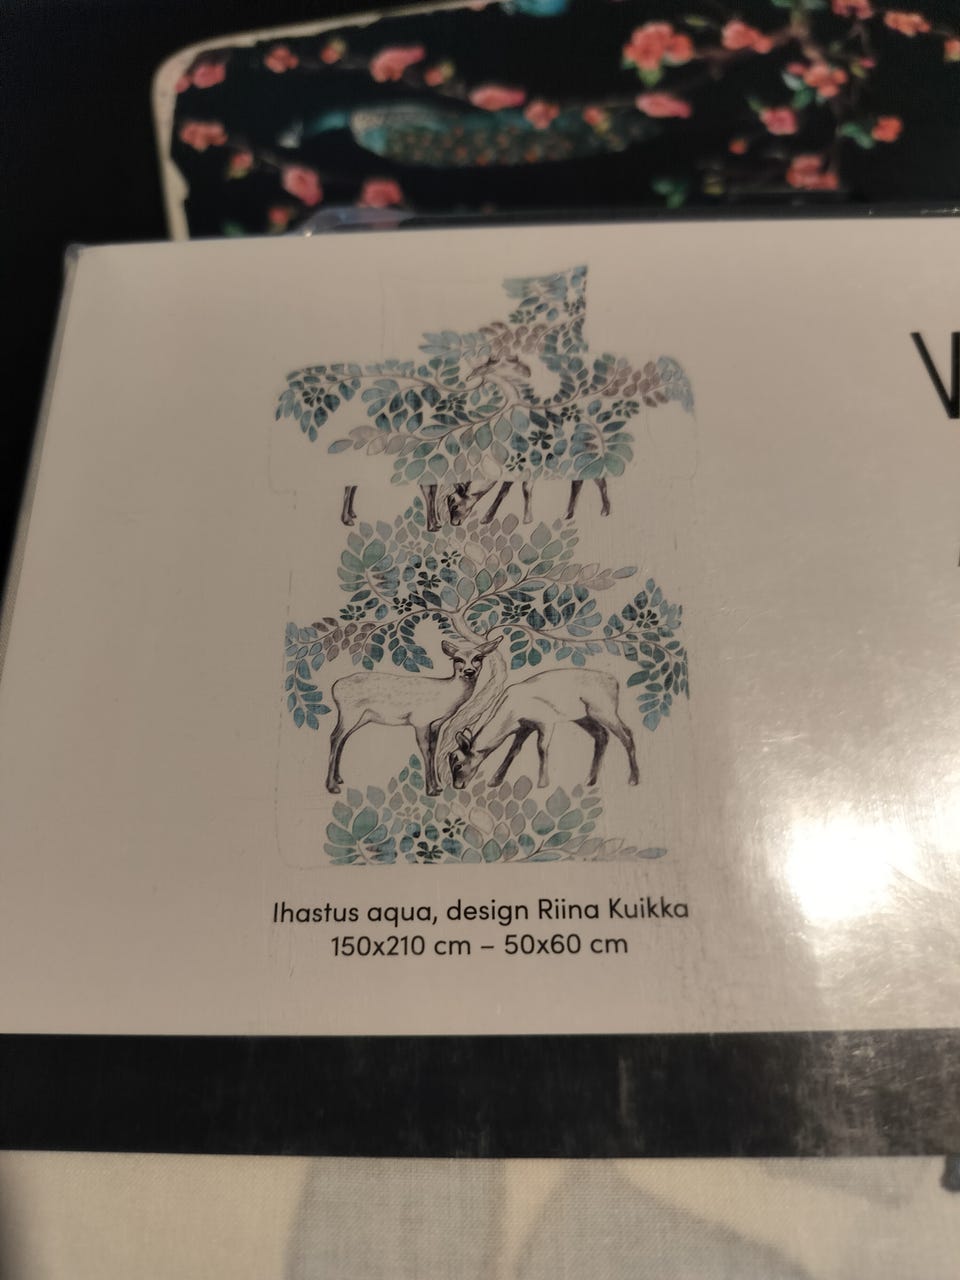 Ihastus aqua, design Riina Kuikka
150x210 cm – 50x60 cm